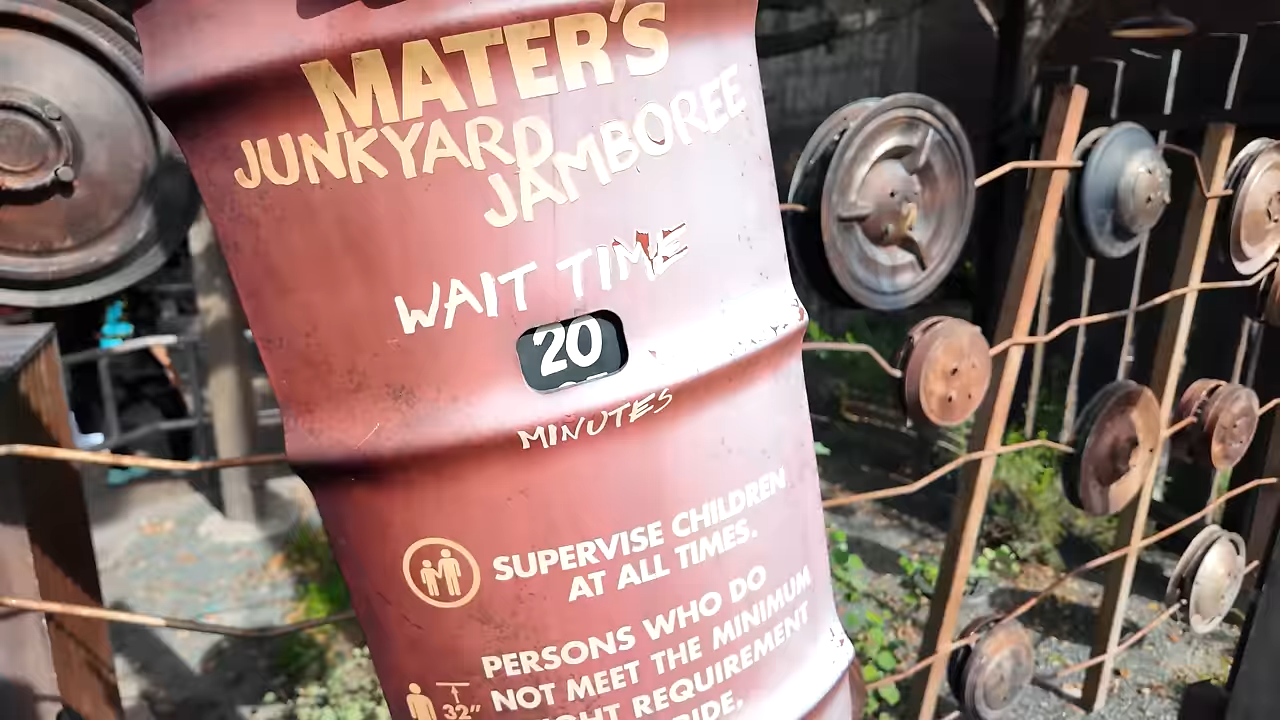 MATER'S
JUNKYARD
JAMBOREE
WAIT TIME
20
MINUTES
SUPERVISE CHILDREN
AT ALL TIMES.
PERSONS WHO DO
NOT MEET THE MINIMUM
32"
REQUIREMENT